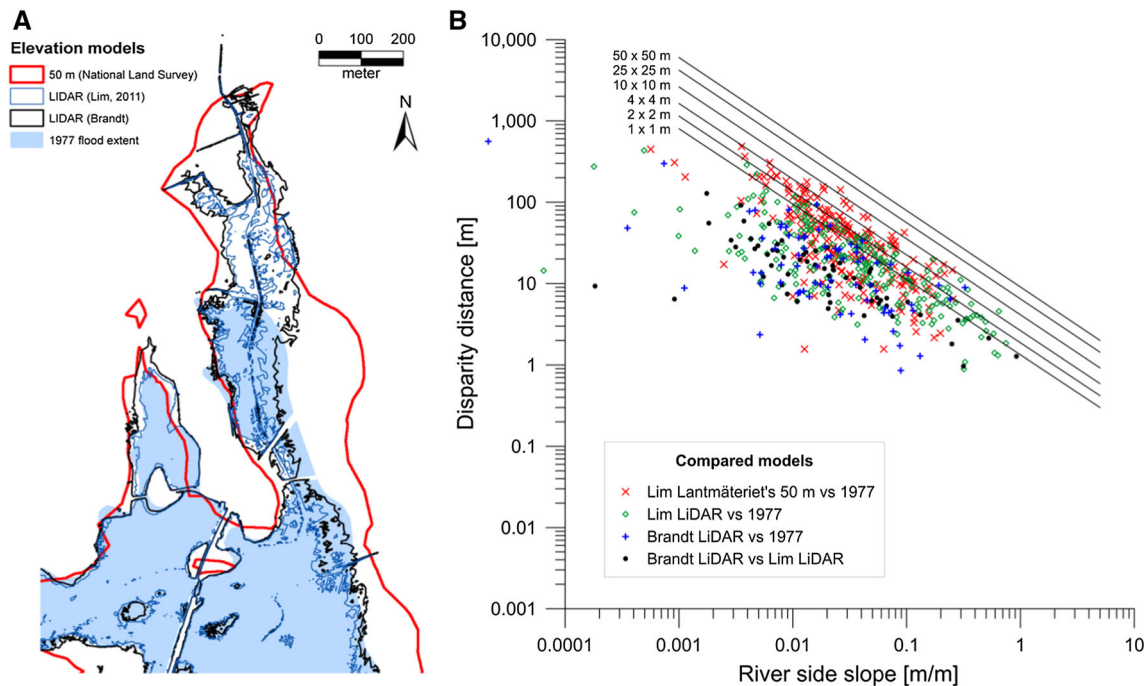 A
Elevation models
50 m (National Land Survey)
LIDAR (Lim, 2011)
LIDAR (Brandt)
1977 flood extent
0 100 200
meter
N
B
10,000
1,000
100
10
1
0.1
0.01
0.001
Disparity distance [m]
50 x 50 m
25 x 25 m
10 x 10 m
4 x 4 m
2 x 2 m
1 x 1 m
Compared models
Lim Lantmäteriet's 50 m vs 1977
Lim LiDAR vs 1977
Brandt LiDAR vs 1977
Brandt LiDAR vs Lim LiDAR
0.0001 0.001 0.01 0.1 1 10
River side slope [m/m]